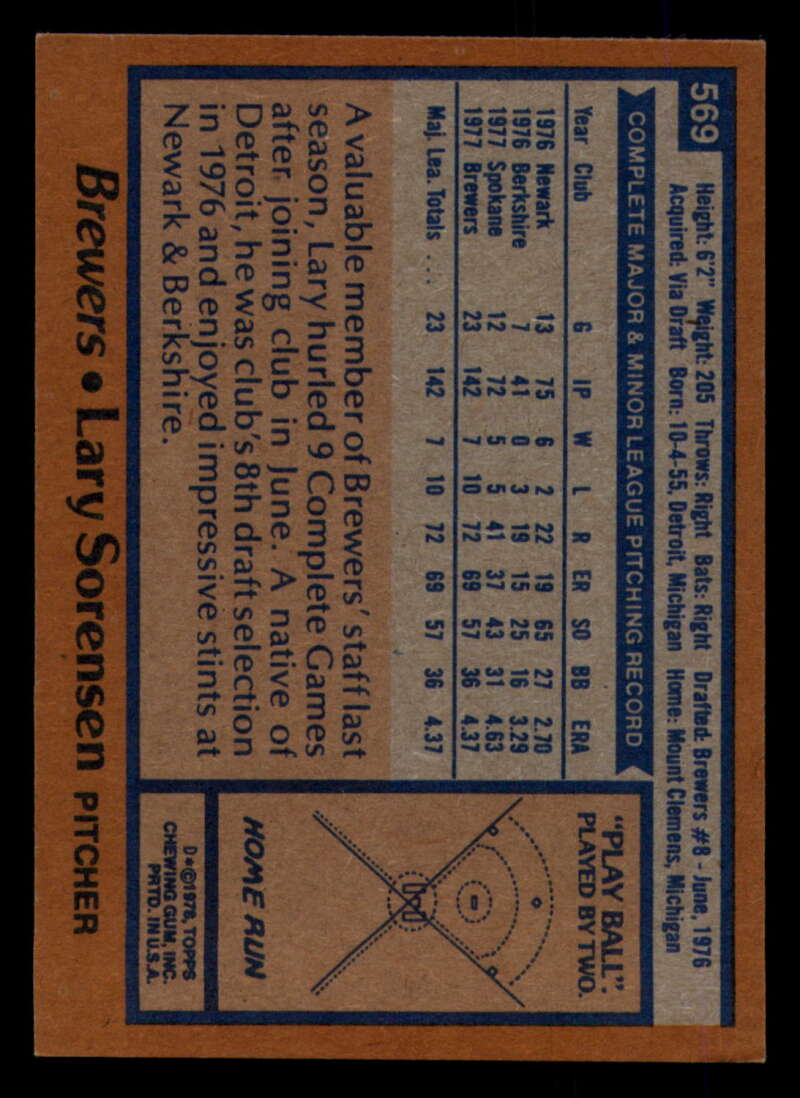 569
Height: 6'2" Weight: 205 Throws: Right Bats: Right Drafted: Brewers #8 - June, 1976
Acquired: Via Draft Born: 10-4-55, Detroit, Michigan Home: Mount Clemens, Michigan
COMPLETE MAJOR & MINOR LEAGUE PITCHING RECORD
Year Club G IP W L R ER SO BB ERA
1976 Newark 13 75 6 2 22 19 65 27 2.70
1976 Berkshire 7 41 0 3 19 15 25 16 3.29
1977 Spokane 12 72 5 5 41 37 43 31 4.63
1977 Brewers 23 142 7 10 72 69 57 36 4.37
Maj. Lea. Totals ... 23 142 7 10 72 69 57 36 4.37
A valuable member of Brewers' staff last
season, Lary hurled 9 Complete Games
after joining club in June. A native of
Detroit, he was club's 8th draft selection
in 1976 and enjoyed impressive stints at
Newark & Berkshire.
"PLAY BALL":
PLAYED BY TWO.
HOME RUN
D*©1978, TOPPS
CHEWING GUM, INC.
PRTD. IN U.S.A.
Brewers • Lary Sorensen PITCHER